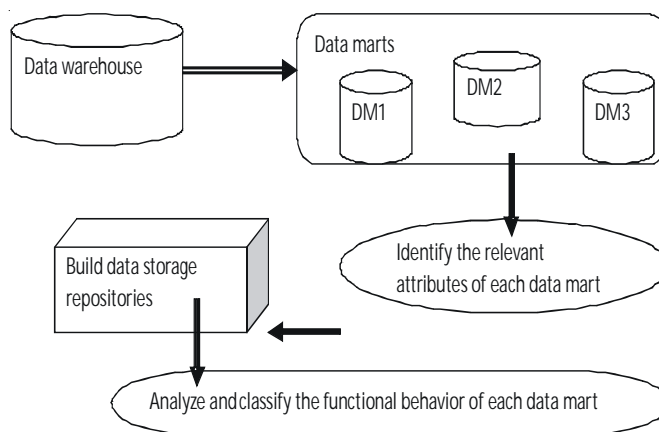 Data warehouse
Data marts
DM1
DM2
DM3
Identify the relevant
attributes of each data mart
Build data storage
repositories
Analyze and classify the functional behavior of each data mart